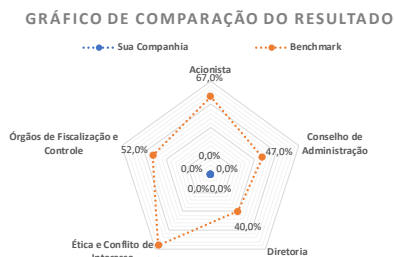 GRÁFICO DE COMPARAÇÃO DO RESULTADO
Sua Companhia
Benchmark
Acionista
67,0%
Órgãos de Fiscalização e
Controle
52,0%
Conselho de
Administração
47,0%
0,0%
0,0%
0,0%
0,0%
0,0%
40,0%
Ética e Conflito de
Interesse
Diretoria